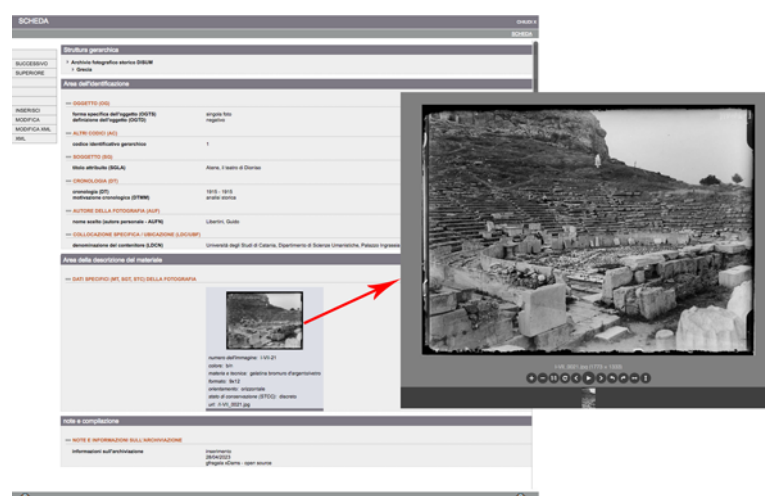 SCHEDA
CHIUDI X
SCHEDA
SUCCESSIVO
SUPERIORE
INSERISCI
MODIFICA
MODIFICA XML
XML
Struttura gerarchica
Archivio fotografico storico DISUM
Grecia
Area dell'identificazione
OGGETTO (OG)
forma specifica dell'oggetto (OGTS) singola foto
definizione dell'oggetto (OGTD) negativo
ALTRI CODICI (AC)
codice identificativo gerarchico 1
SOGGETTO (SG)
titolo attribuito (SGLA) Atene, il teatro di Dioniso
CRONOLOGIA (DT)
cronologia (DT) 1915 - 1915
motivazione cronologica (DTMM) analisi storica
AUTORE DELLA FOTOGRAFIA (AUF)
nome scelto (autore personale - AUFN) Libertini, Guido
COLLOCAZIONE SPECIFICA / UBICAZIONE (LDC/UBF)
denominazione del contenitore (LDCN) Università degli Studi di Catania, Dipartimento di Scienze Umanistiche, Palazzo Ingrassia
Area della descrizione del materiale
DATI SPECIFICI (MT, SGT, STC) DELLA FOTOGRAFIA
numero dell'immagine: I-VII-21
colore: b/n
materia e tecnica: gelatina bromuro d'argento/vetro
formato: 9x12
orientamento: orizzontale
stato di conservazione (STCC): discreto
url: I-VII_0021.jpg
I-VII_0021.jpg
note e compilazione
NOTE E INFORMAZIONI SULL'ARCHIVIAZIONE
informazioni sull'archiviazione inserimento
26/04/2023
xDams - open source